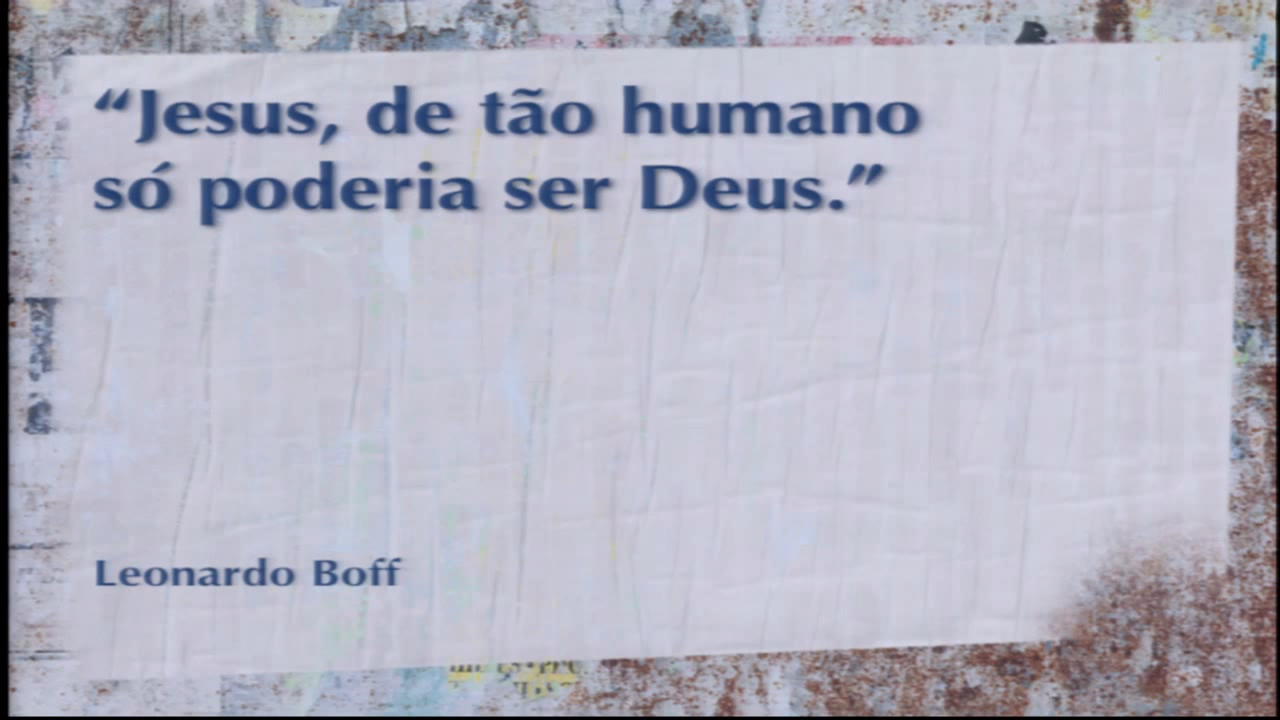 “Jesus, de tão humano
só poderia ser Deus.”
Leonardo Boff